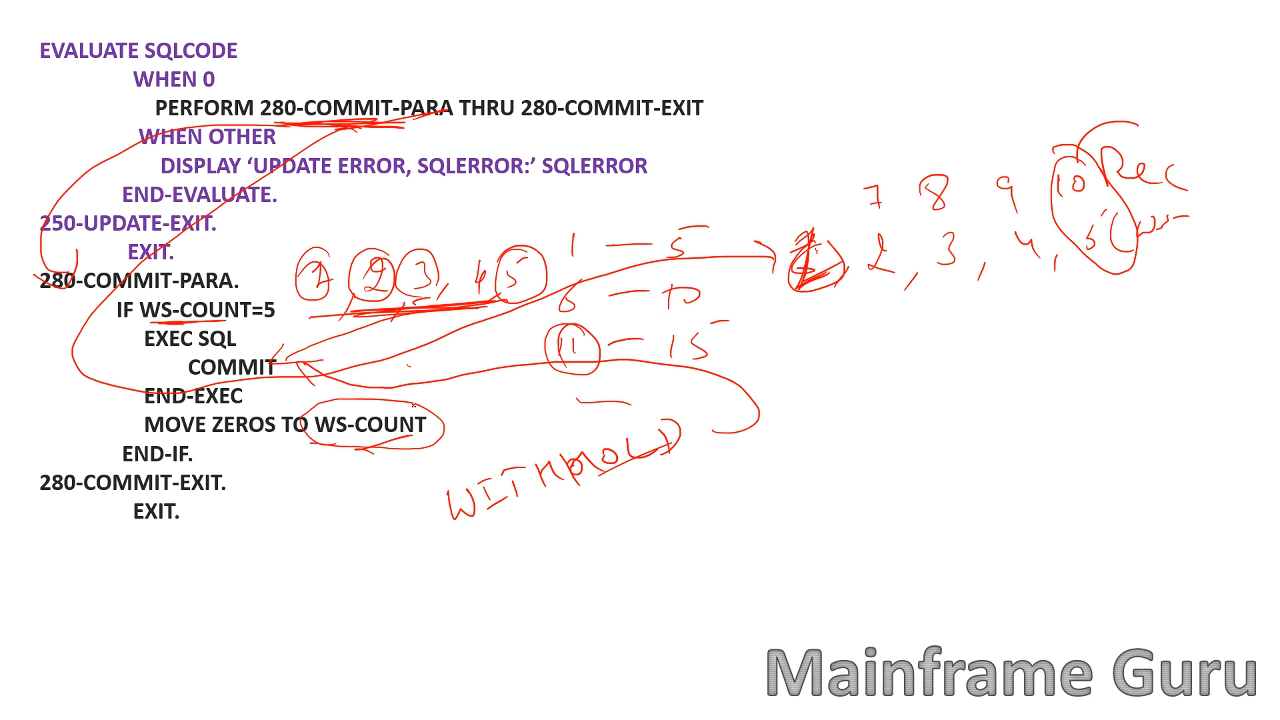 EVALUATE SQLCODE
WHEN 0
PERFORM 280-COMMIT-PARA THRU 280-COMMIT-EXIT
WHEN OTHER
DISPLAY ‘UPDATE ERROR, SQLERROR:’ SQLERROR
END-EVALUATE.
250-UPDATE-EXIT.
EXIT.
280-COMMIT-PARA.
IF WS-COUNT=5
EXEC SQL
COMMIT
END-EXEC
MOVE ZEROS TO WS-COUNT
END-IF.
280-COMMIT-EXIT.
EXIT.
2 3, 4 5
1 — 5
6 — 10
11 — 15
7 8 9 10 Rec
2, 3, 4, 5
WITH HOLD
Mainframe Guru